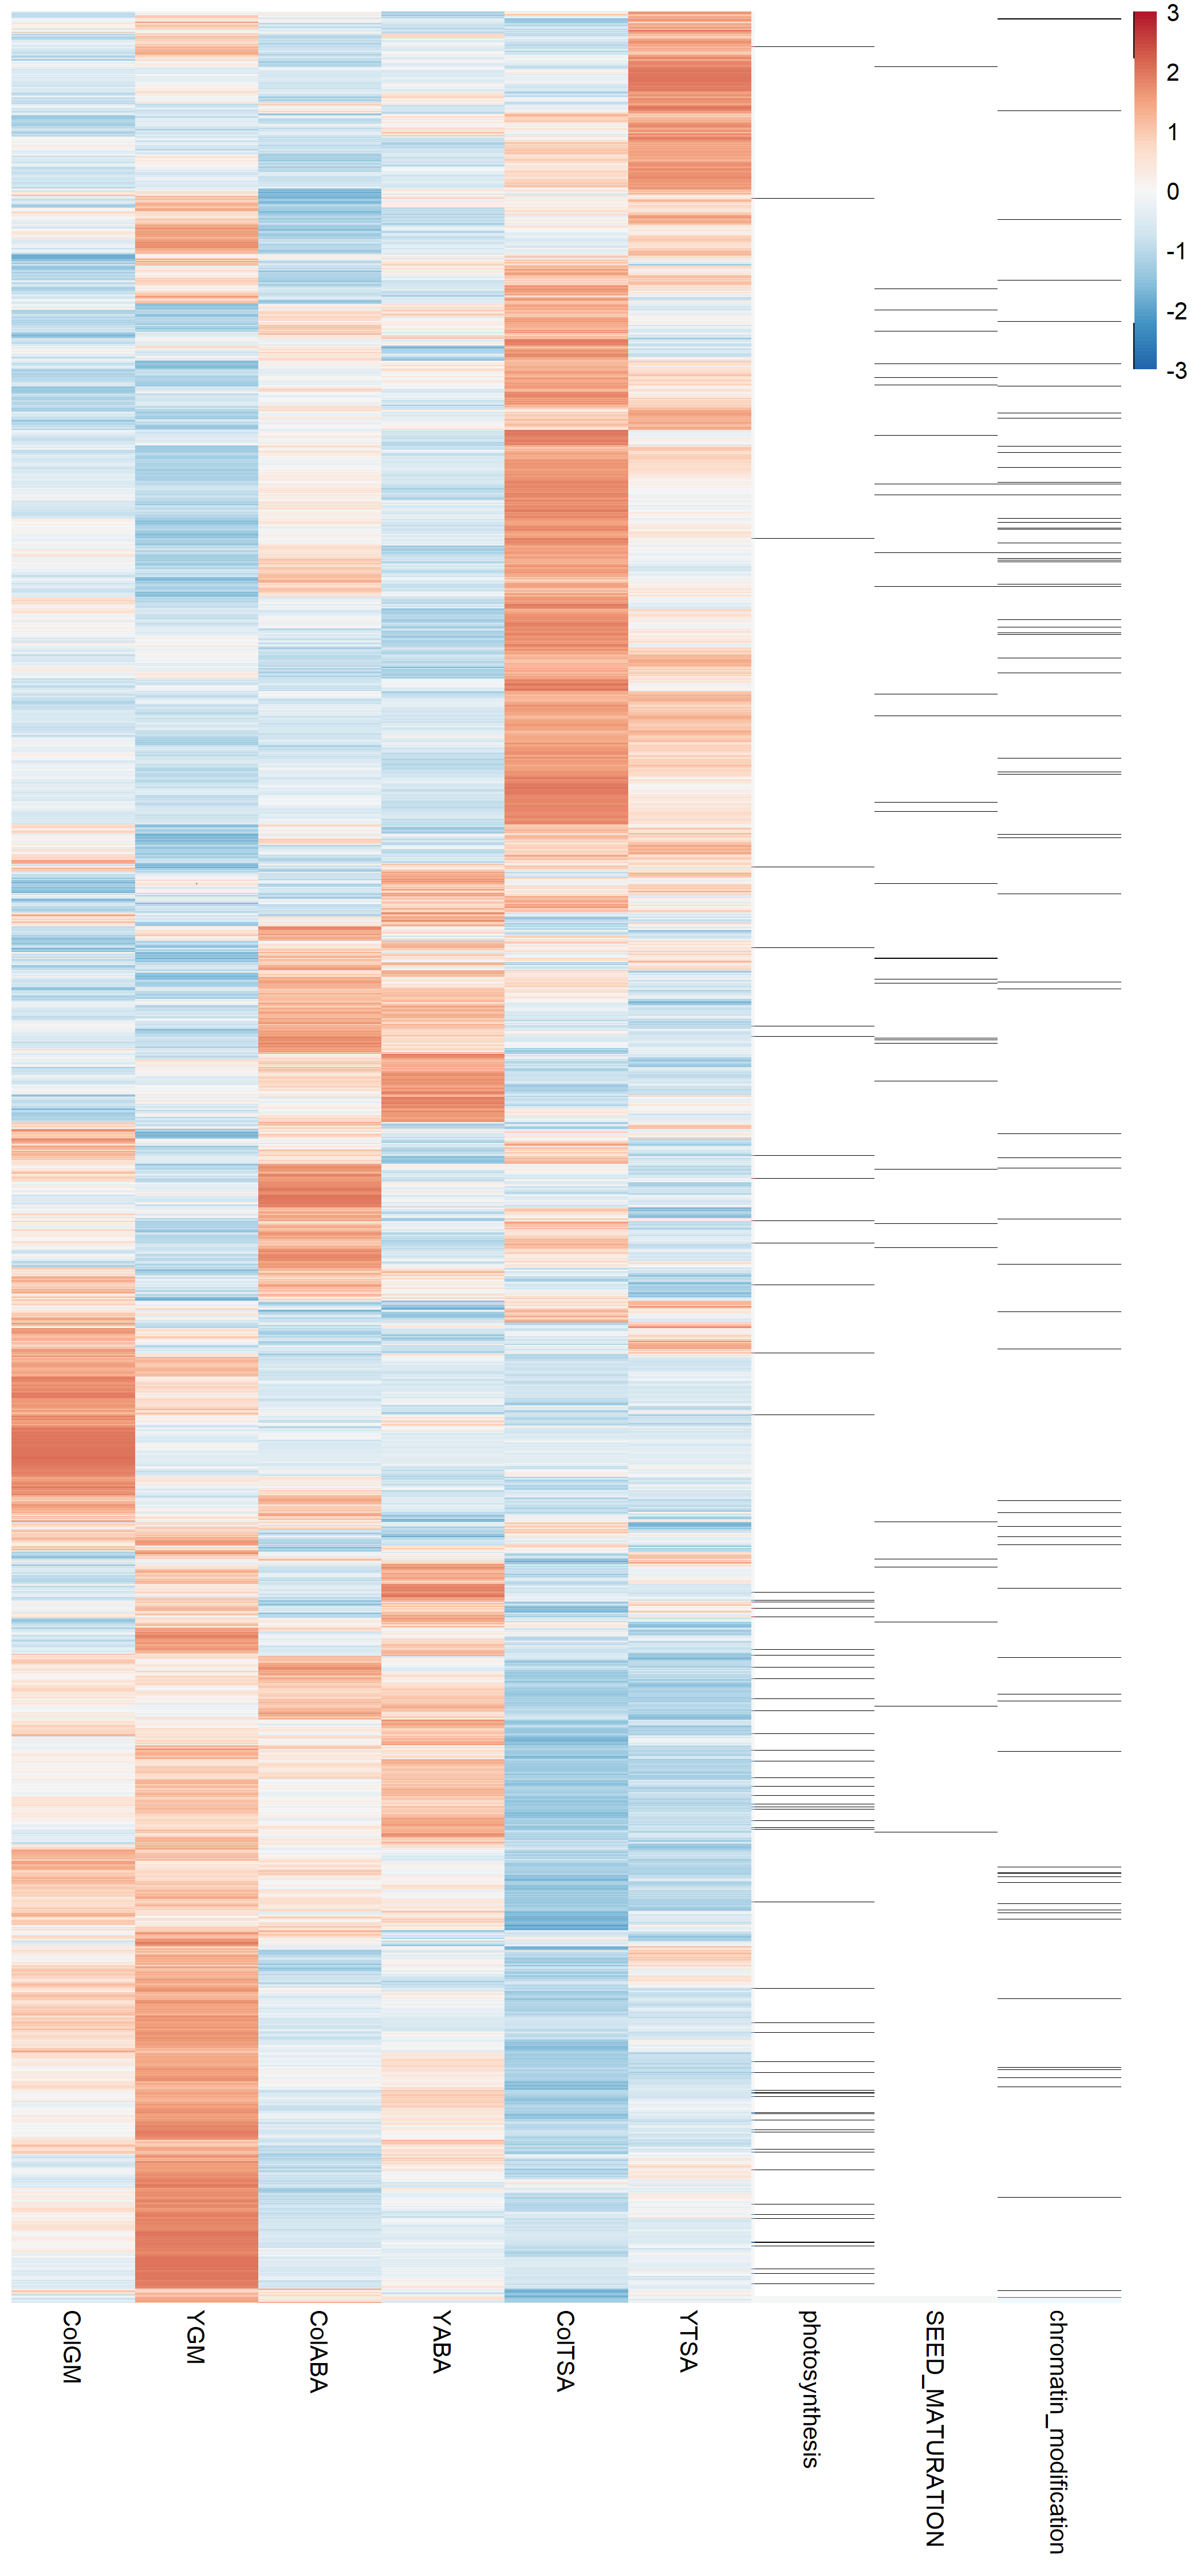 3
2
1
0
-1
-2
-3
ColGM
YGM
ColABA
YABA
ColTSA
YTSA
photosynthesis
SEED_MATURATION
chromatin_modification